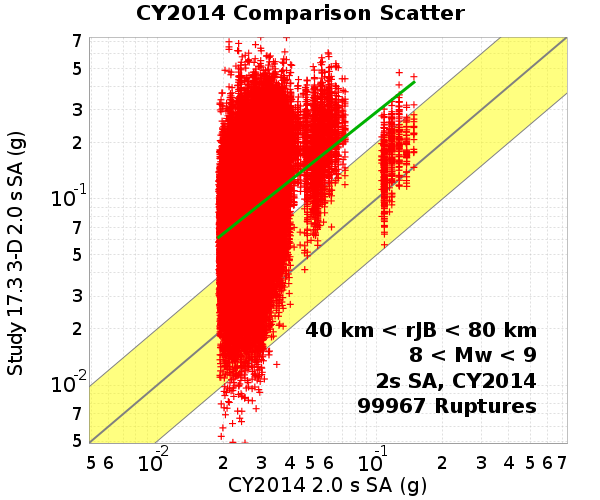 CY2014 Comparison Scatter
7
5
3
2
10-1
7
5
3
2
10-2
7
5
Study 17.3 3-D 2.0 s SA (g)
40 km < rJB < 80 km
8 < Mw < 9
2s SA, CY2014
99967 Ruptures
5 6 10-2 2 3 4 5 6 10-1 2 3 4 5 6 7
CY2014 2.0 s SA (g)